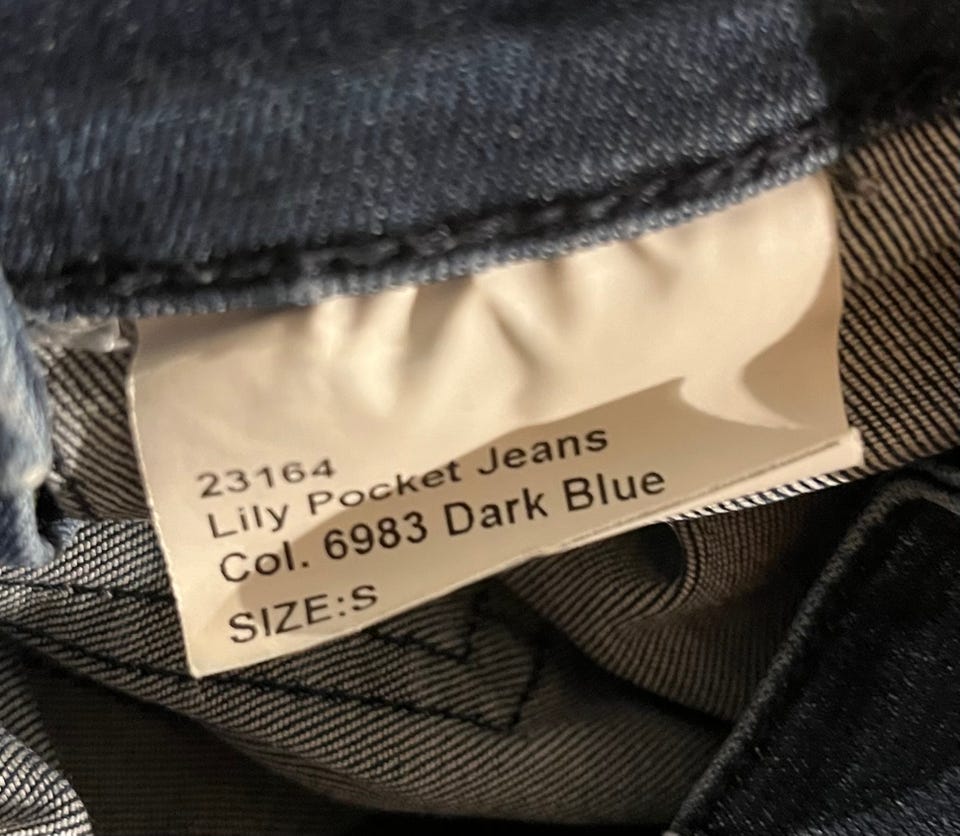 23164
Lily Pocket Jeans
Col. 6983 Dark Blue
SIZE:S